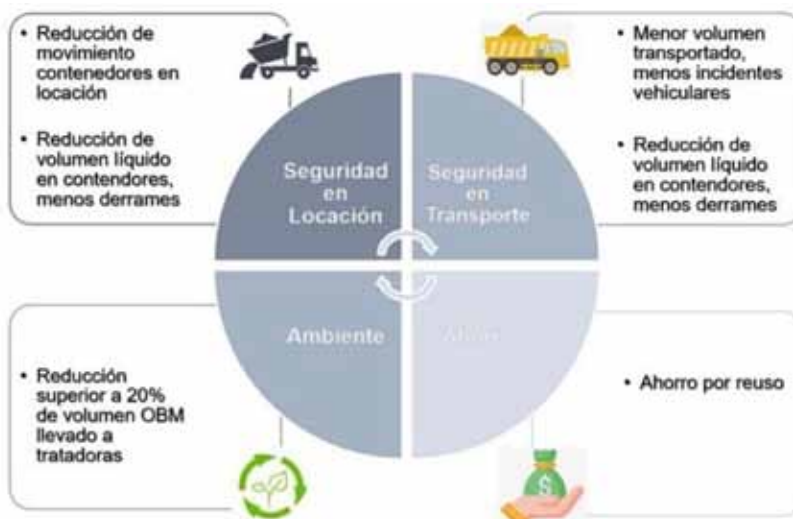 • Reducción de
movimiento
contenedores en
locación
• Reducción de
volumen líquido
en contendores,
menos derrames
• Menor volumen
transportado,
menos incidentes
vehiculares
• Reducción de
volumen líquido
en contendores,
menos derrames
Seguridad
en
Locación
Seguridad
en
Transporte
Ambiente
• Reducción
superior a 20%
de volumen OBM
llevado a
tratadoras
• Ahorro por reuso
$